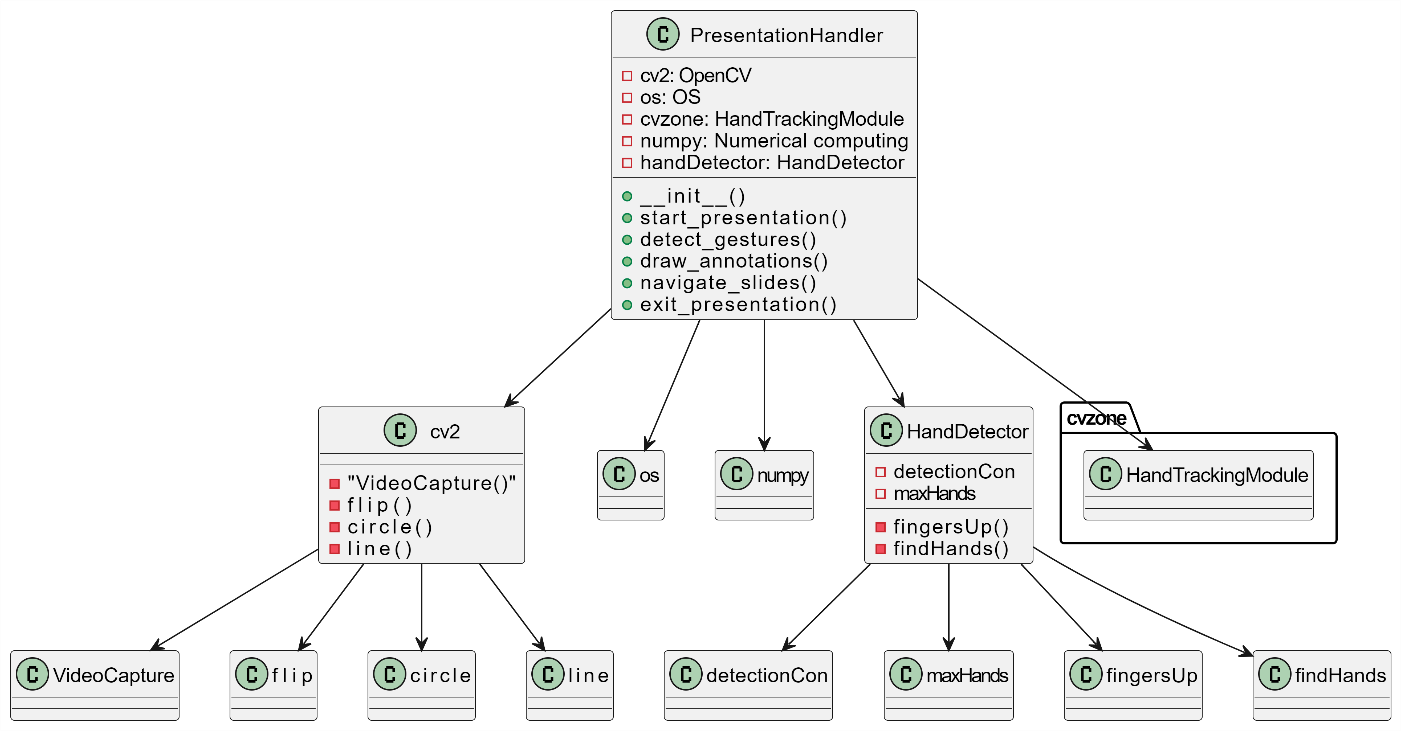 C PresentationHandler
cv2: OpenCV
os: OS
cvzone: HandTrackingModule
numpy: Numerical computing
handDetector: HandDetector
__init__()
start_presentation()
detect_gestures()
draw_annotations()
navigate_slides()
exit_presentation()
C cv2
"VideoCapture()"
flip()
circle()
line()
C os
C numpy
C HandDetector
detectionCon
maxHands
fingersUp()
findHands()
cvzone
C HandTrackingModule
C VideoCapture
C flip
C circle
C line
C detectionCon
C maxHands
C fingersUp
C findHands